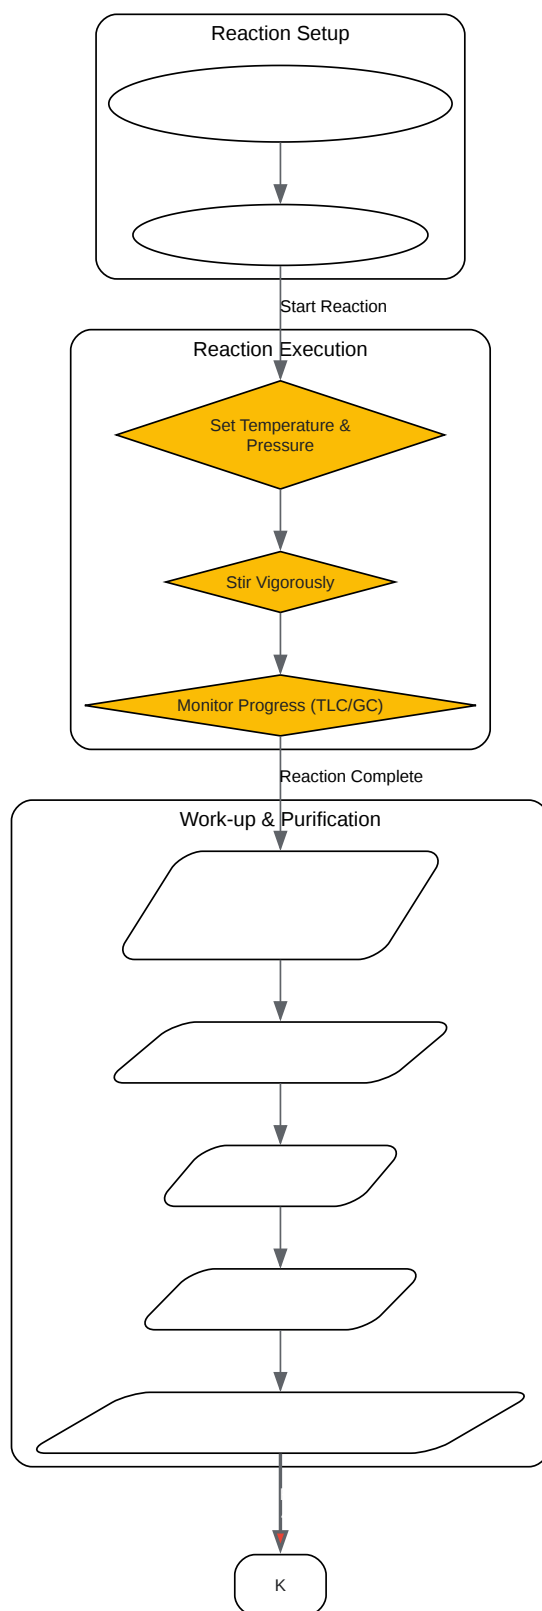 Reaction Setup
Start Reaction
Reaction Execution
Set Temperature &
Pressure
Stir Vigorously
Monitor Progress (TLC/GC)
Reaction Complete
Work-up & Purification
K